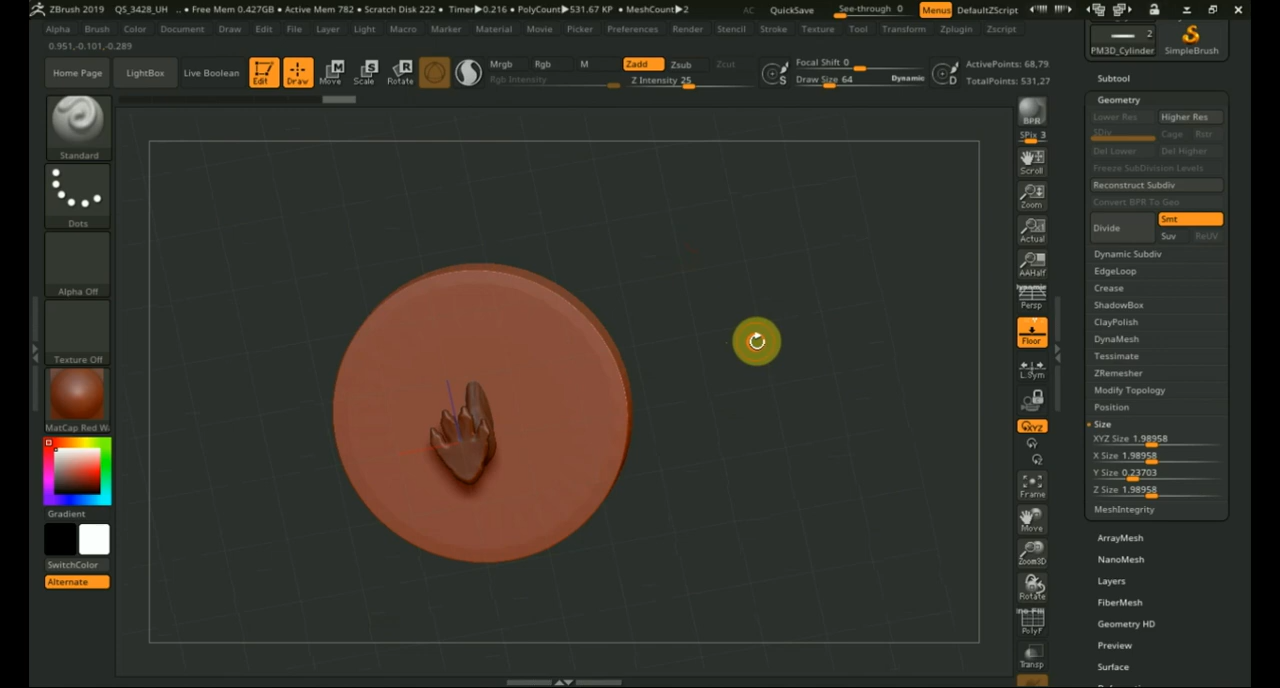 ZBrush 2019 QS_3428_UH .. • Free Mem 0.427GB • Active Mem 782 • Scratch Disk 222 • Timer▶0.216 • PolyCount▶531.67 KP • MeshCount▶2 AC QuickSave See-through 0 Menus DefaultZScript
Alpha Brush Color Document Draw Edit File Layer Light Macro Marker Material Movie Picker Preferences Render Stencil Stroke Texture Tool Transform Zplugin Zscript
0.951,-0.101,-0.289
2
PM3D_Cylinder SimpleBrush
Home Page LightBox Live Boolean Edit Draw Move Scale Rotate
Mrgb Rgb M Zadd Zsub Zcut
Rgb Intensity Z Intensity 25
S Focal Shift 0
Draw Size 64 Dynamic D
ActivePoints: 68,79
TotalPoints: 531,27
Standard
Dots
Alpha Off
Texture Off
MatCap Red W
Gradient
SwitchColor
Alternate
BPR
SPix 3
Scroll
Zoom
Actual
AAHalf
Dynamic
Persp
Floor
L.Sym
XYZ
Frame
Move
Zoom3D
Rotate
PolyF
Transp
Subtool
Geometry
Lower Res Higher Res
SDiv Cage Rstr
Del Lower Del Higher
Freeze SubDivision Levels
Reconstruct Subdiv
Convert BPR To Geo
Divide Smt
Suv ReUV
Dynamic Subdiv
EdgeLoop
Crease
ShadowBox
ClayPolish
DynaMesh
Tessimate
ZRemesher
Modify Topology
Position
Size
XYZ Size 1.98958
X Size 1.98958
Y Size 0.23703
Z Size 1.98958
MeshIntegrity
ArrayMesh
NanoMesh
Layers
FiberMesh
Geometry HD
Preview
Surface